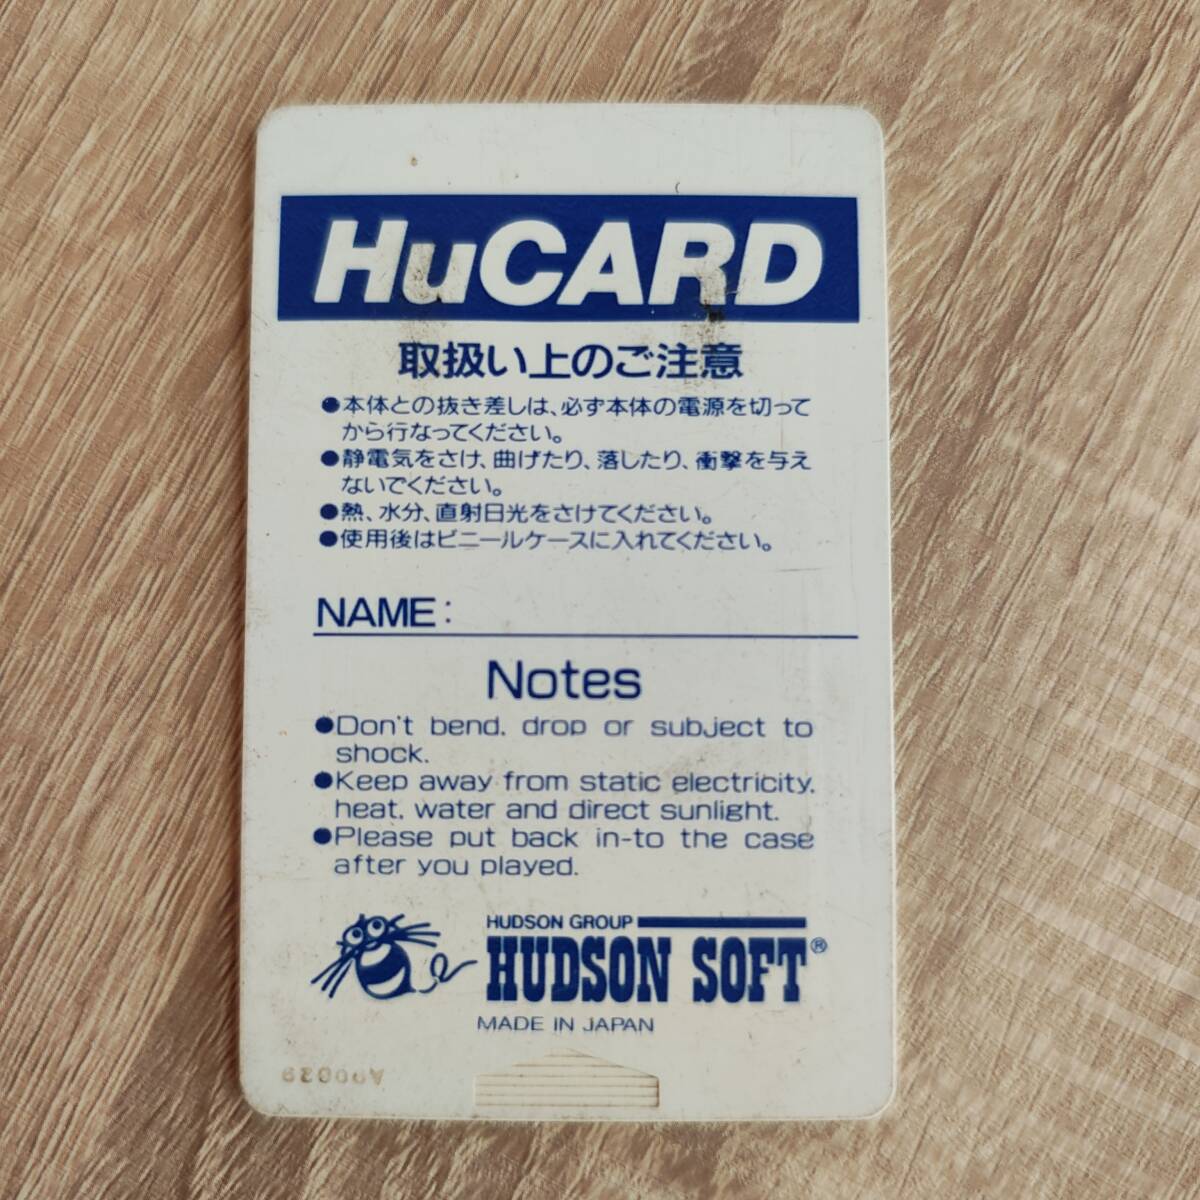 HuCARD
取扱い上のご注意
●本体との抜き差しは、必ず本体の電源を切って
から行なってください。
●静電気をさけ、曲げたり、落したり、衝撃を与え
ないでください。
●熱、水分、直射日光をさけてください。
●使用後はビニールケースに入れてください。
NAME:
Notes
●Don't bend, drop or subject to
shock.
●Keep away from static electricity,
heat, water and direct sunlight.
●Please put back in-to the case
after you played.
HUDSON GROUP
HUDSON SOFT®
MADE IN JAPAN